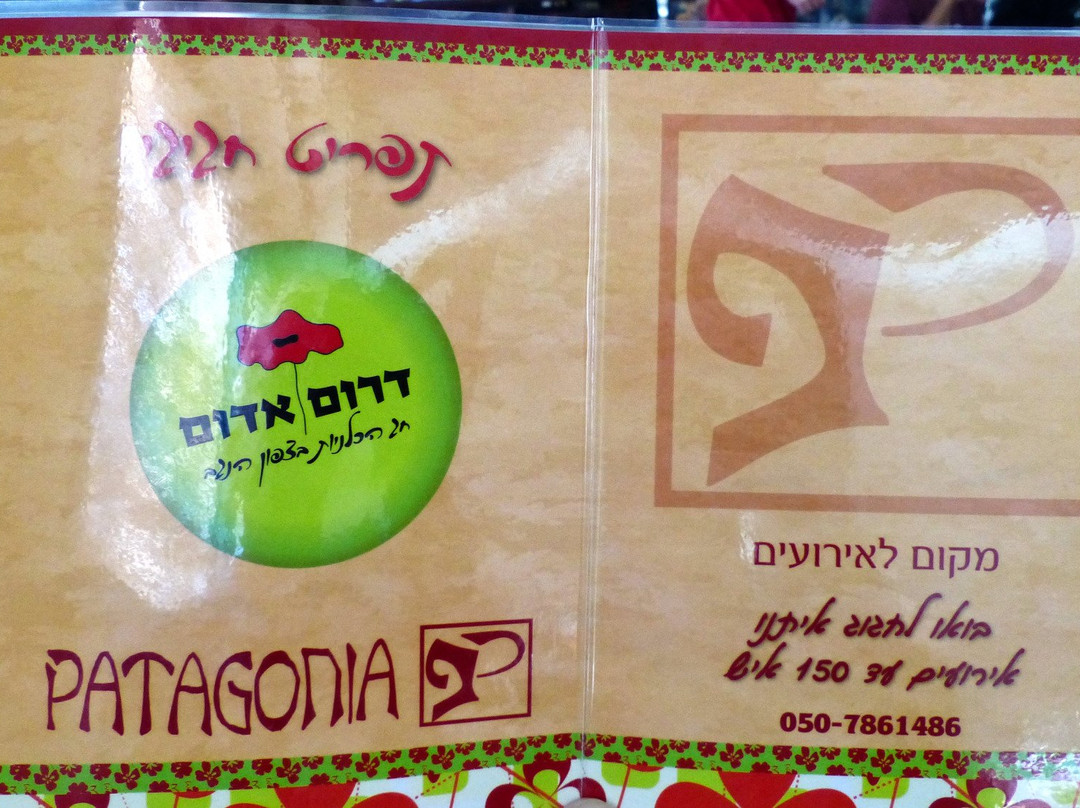 תפריט חגיגי
דרום אדום
חג הכלניות בצפון הנגב
PATAGONIA
מקום לאירועים
בואו לחגוג איתנו
אירועים עד 150 איש
050-7861486